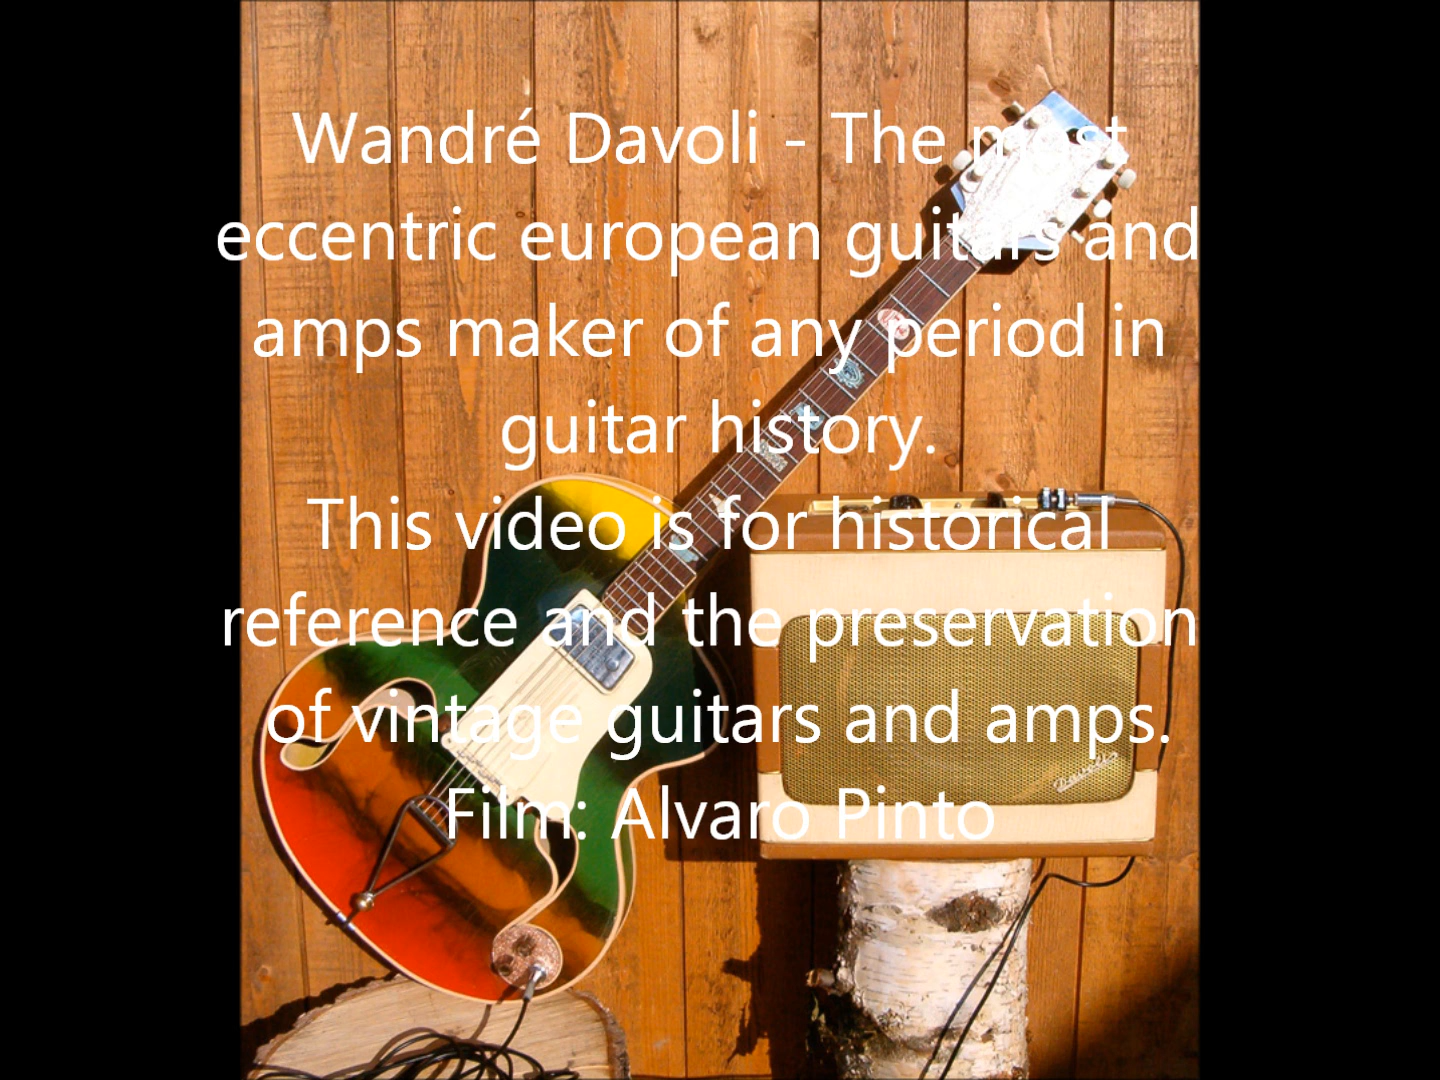 Wandré Davoli - The most
eccentric european guitars and
amps maker of any period in
guitar history.
This video is for historical
reference and the preservation
of vintage guitars and amps.
Film: Alvaro Pinto